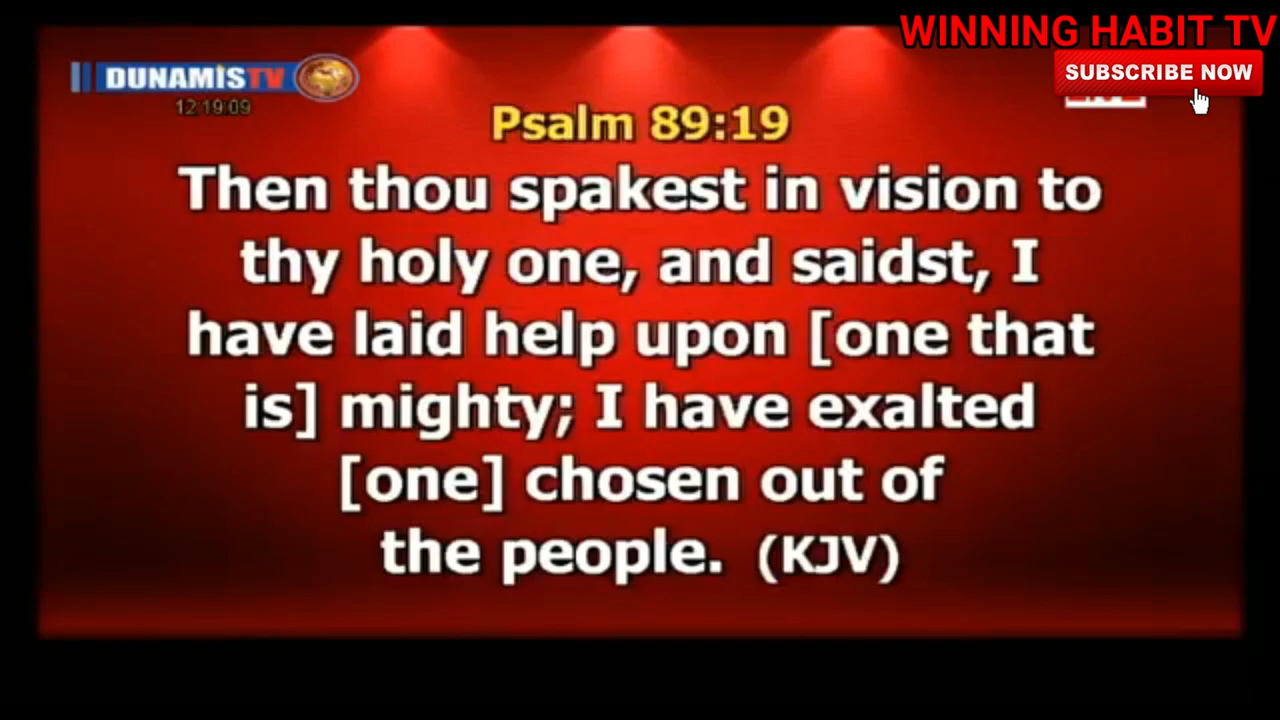 WINNING HABIT TV
SUBSCRIBE NOW
DUNAMIS TV
12:19:09
Psalm 89:19
Then thou spakest in vision to
thy holy one, and saidst, I
have laid help upon [one that
is] mighty; I have exalted
[one] chosen out of
the people. (KJV)